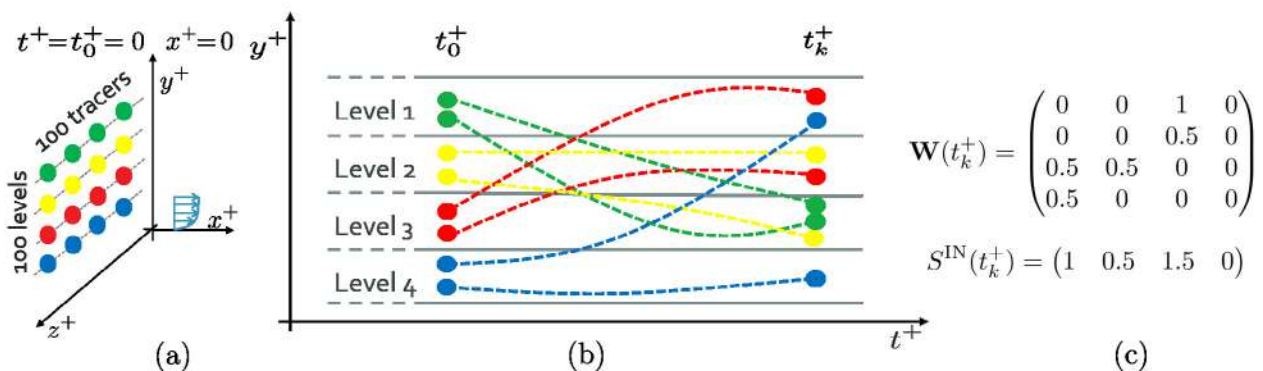 t⁺=t₀⁺=0 x⁺=0
y⁺
100 tracers
100 levels
x⁺
z⁺
(a)
y⁺
t₀⁺ tₖ⁺
Level 1
Level 2
Level 3
Level 4
t⁺
(b)
W(tₖ⁺) =
0 0 1 0
0 0 0.5 0
0.5 0.5 0 0
0.5 0 0 0
Sᴵᴺ(tₖ⁺) = (1 0.5 1.5 0)
(c)